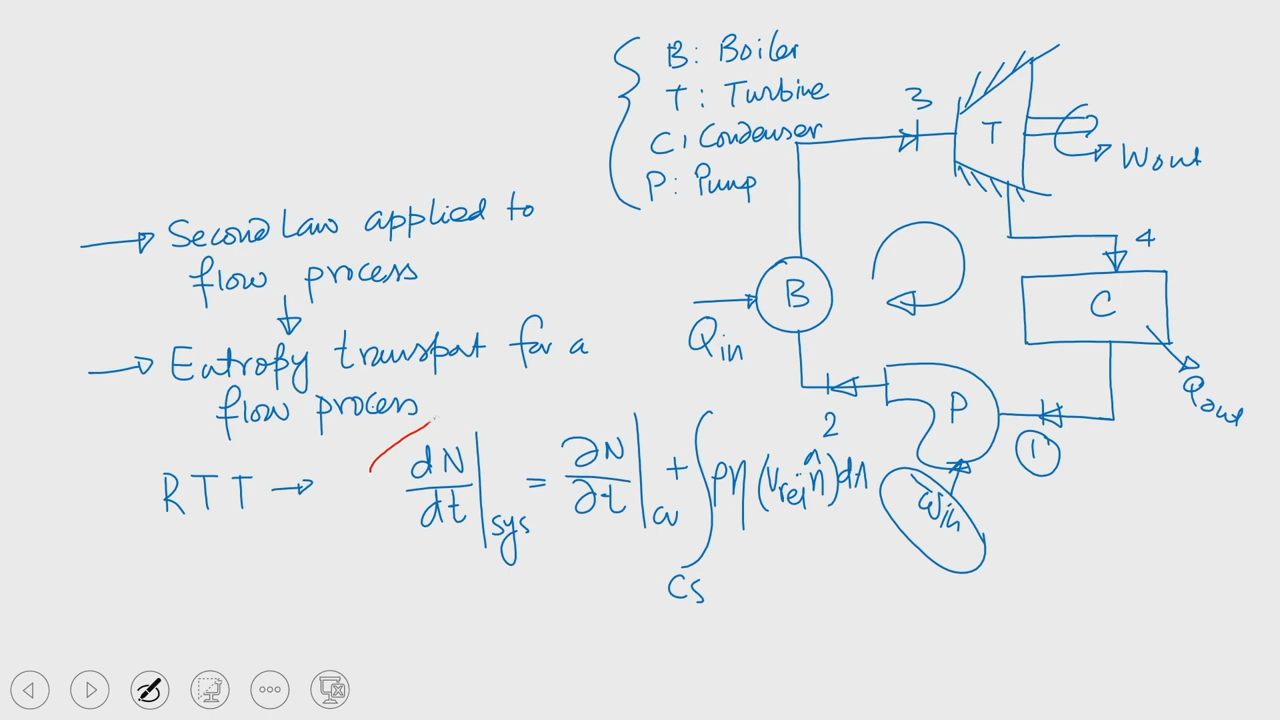 B: Boiler
T: Turbine
C: Condenser
P: Pump
3
T
Wout
4
C
Qout
B
Qin
P
2
1
Win
→ Second Law applied to
flow process
→ Entropy transport for a
flow process
RTT → dN/dt|sys = ∂N/∂t|cv + ∫cs ρη(Vrel·n̂)dA